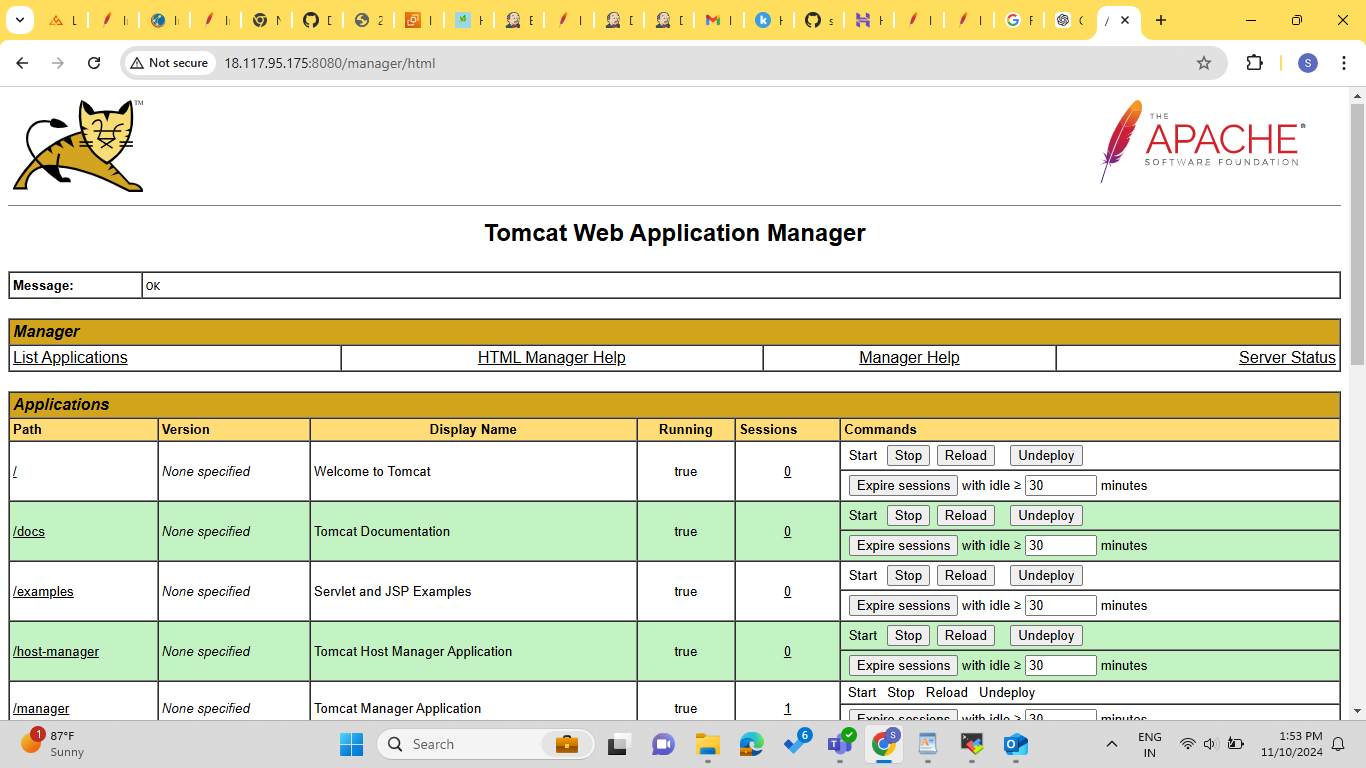 Not secure 18.117.95.175:8080/manager/html S
TM
THE
APACHE®
SOFTWARE FOUNDATION
Tomcat Web Application Manager
Message: OK
Manager
List Applications HTML Manager Help Manager Help Server Status
Applications
Path Version Display Name Running Sessions Commands
/ None specified Welcome to Tomcat true 0 Start Stop Reload Undeploy
Expire sessions with idle ≥ 30 minutes
/docs None specified Tomcat Documentation true 0 Start Stop Reload Undeploy
Expire sessions with idle ≥ 30 minutes
/examples None specified Servlet and JSP Examples true 0 Start Stop Reload Undeploy
Expire sessions with idle ≥ 30 minutes
/host-manager None specified Tomcat Host Manager Application true 0 Start Stop Reload Undeploy
Expire sessions with idle ≥ 30 minutes
/manager None specified Tomcat Manager Application true 1 Start Stop Reload Undeploy
Expire sessions with idle ≥ 30 minutes
1 87°F
Sunny
Search
6
S
ENG
IN
1:53 PM
11/10/2024